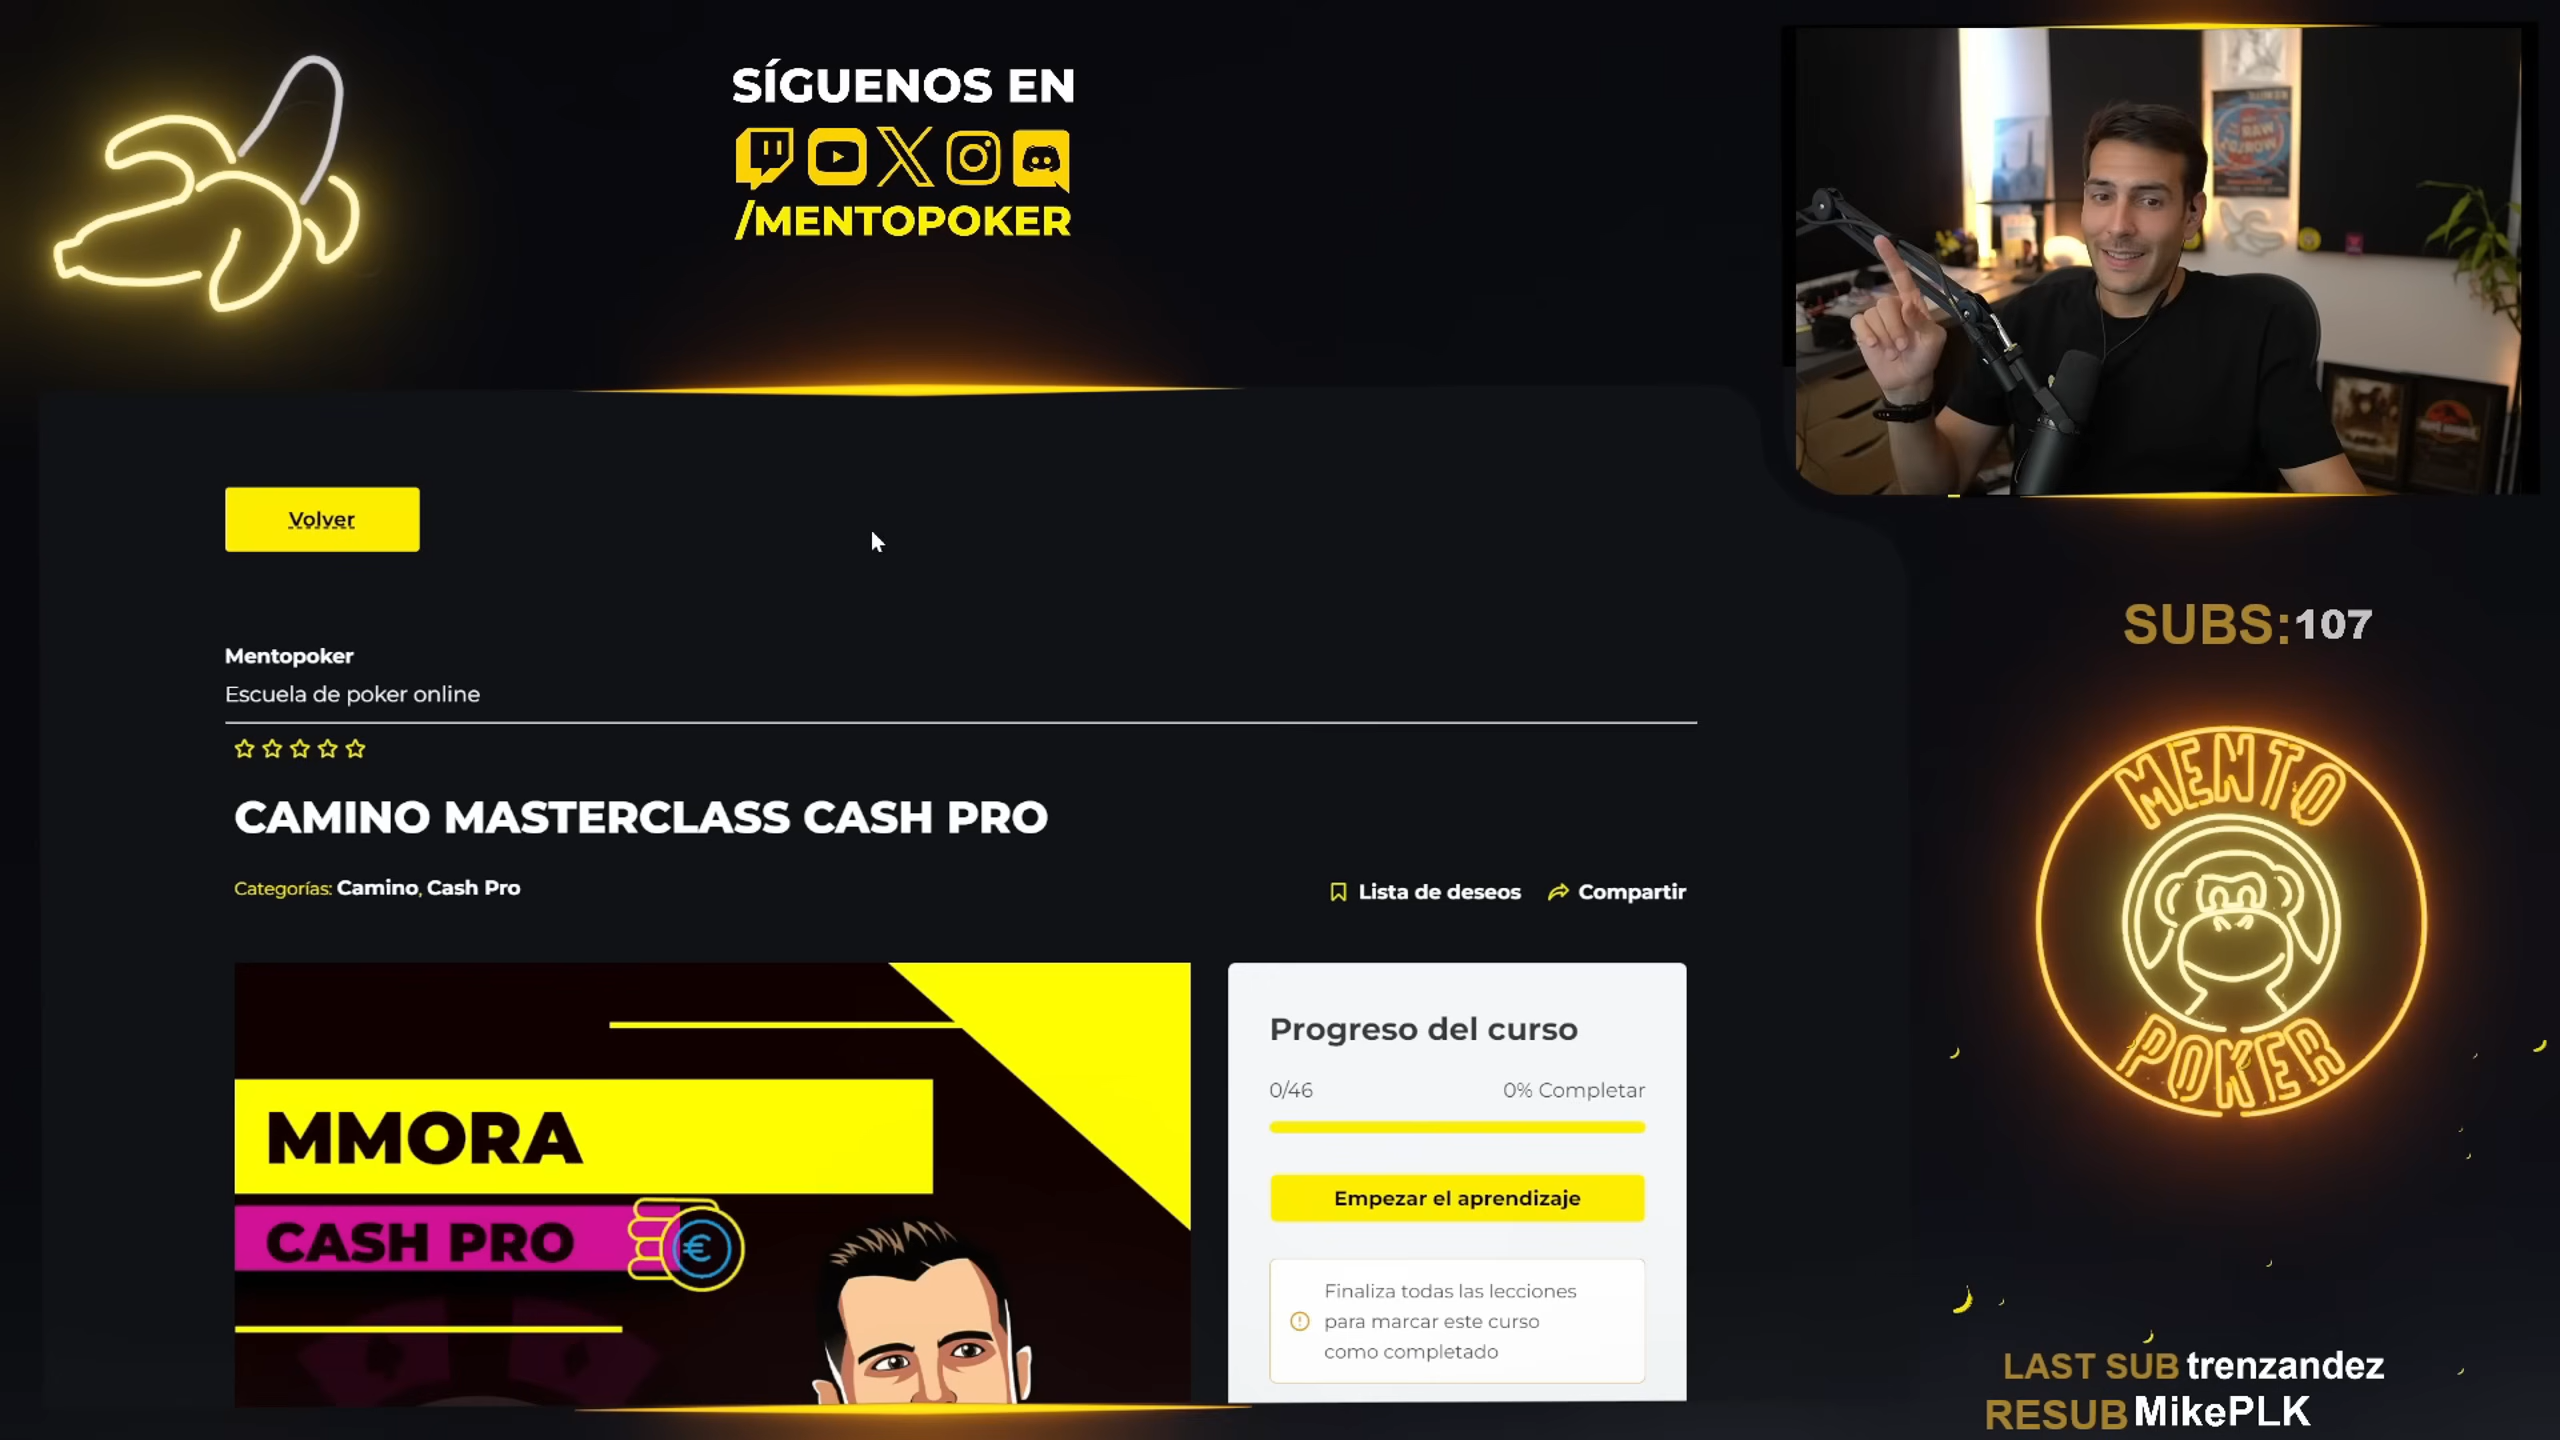 SÍGUENOS EN
/MENTOPOKER
Volver
Mentopoker
Escuela de poker online
CAMINO MASTERCLASS CASH PRO
Categorías: Camino, Cash Pro
Lista de deseos
Compartir
MMORA
CASH PRO
€
Progreso del curso
0/46
0% Completar
Empezar el aprendizaje
Finaliza todas las lecciones
para marcar este curso
como completado
SUBS:107
MENTO
POKER
LAST SUB trenzandez
RESUB MikePLK